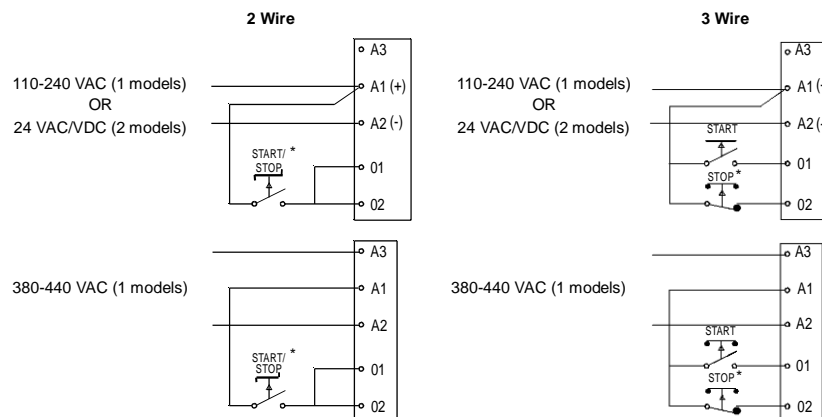 2 Wire
3 Wire
A3
A1 (+)
A2 (-)
01
02
110-240 VAC (1 models)
OR
24 VAC/VDC (2 models)
START/ *
STOP
A3
A1 (
A2 (
01
02
110-240 VAC (1 models)
OR
24 VAC/VDC (2 models)
START
STOP *
A3
A1
A2
01
02
380-440 VAC (1 models)
START/ *
STOP
A3
A1
A2
01
02
380-440 VAC (1 models)
START
STOP *